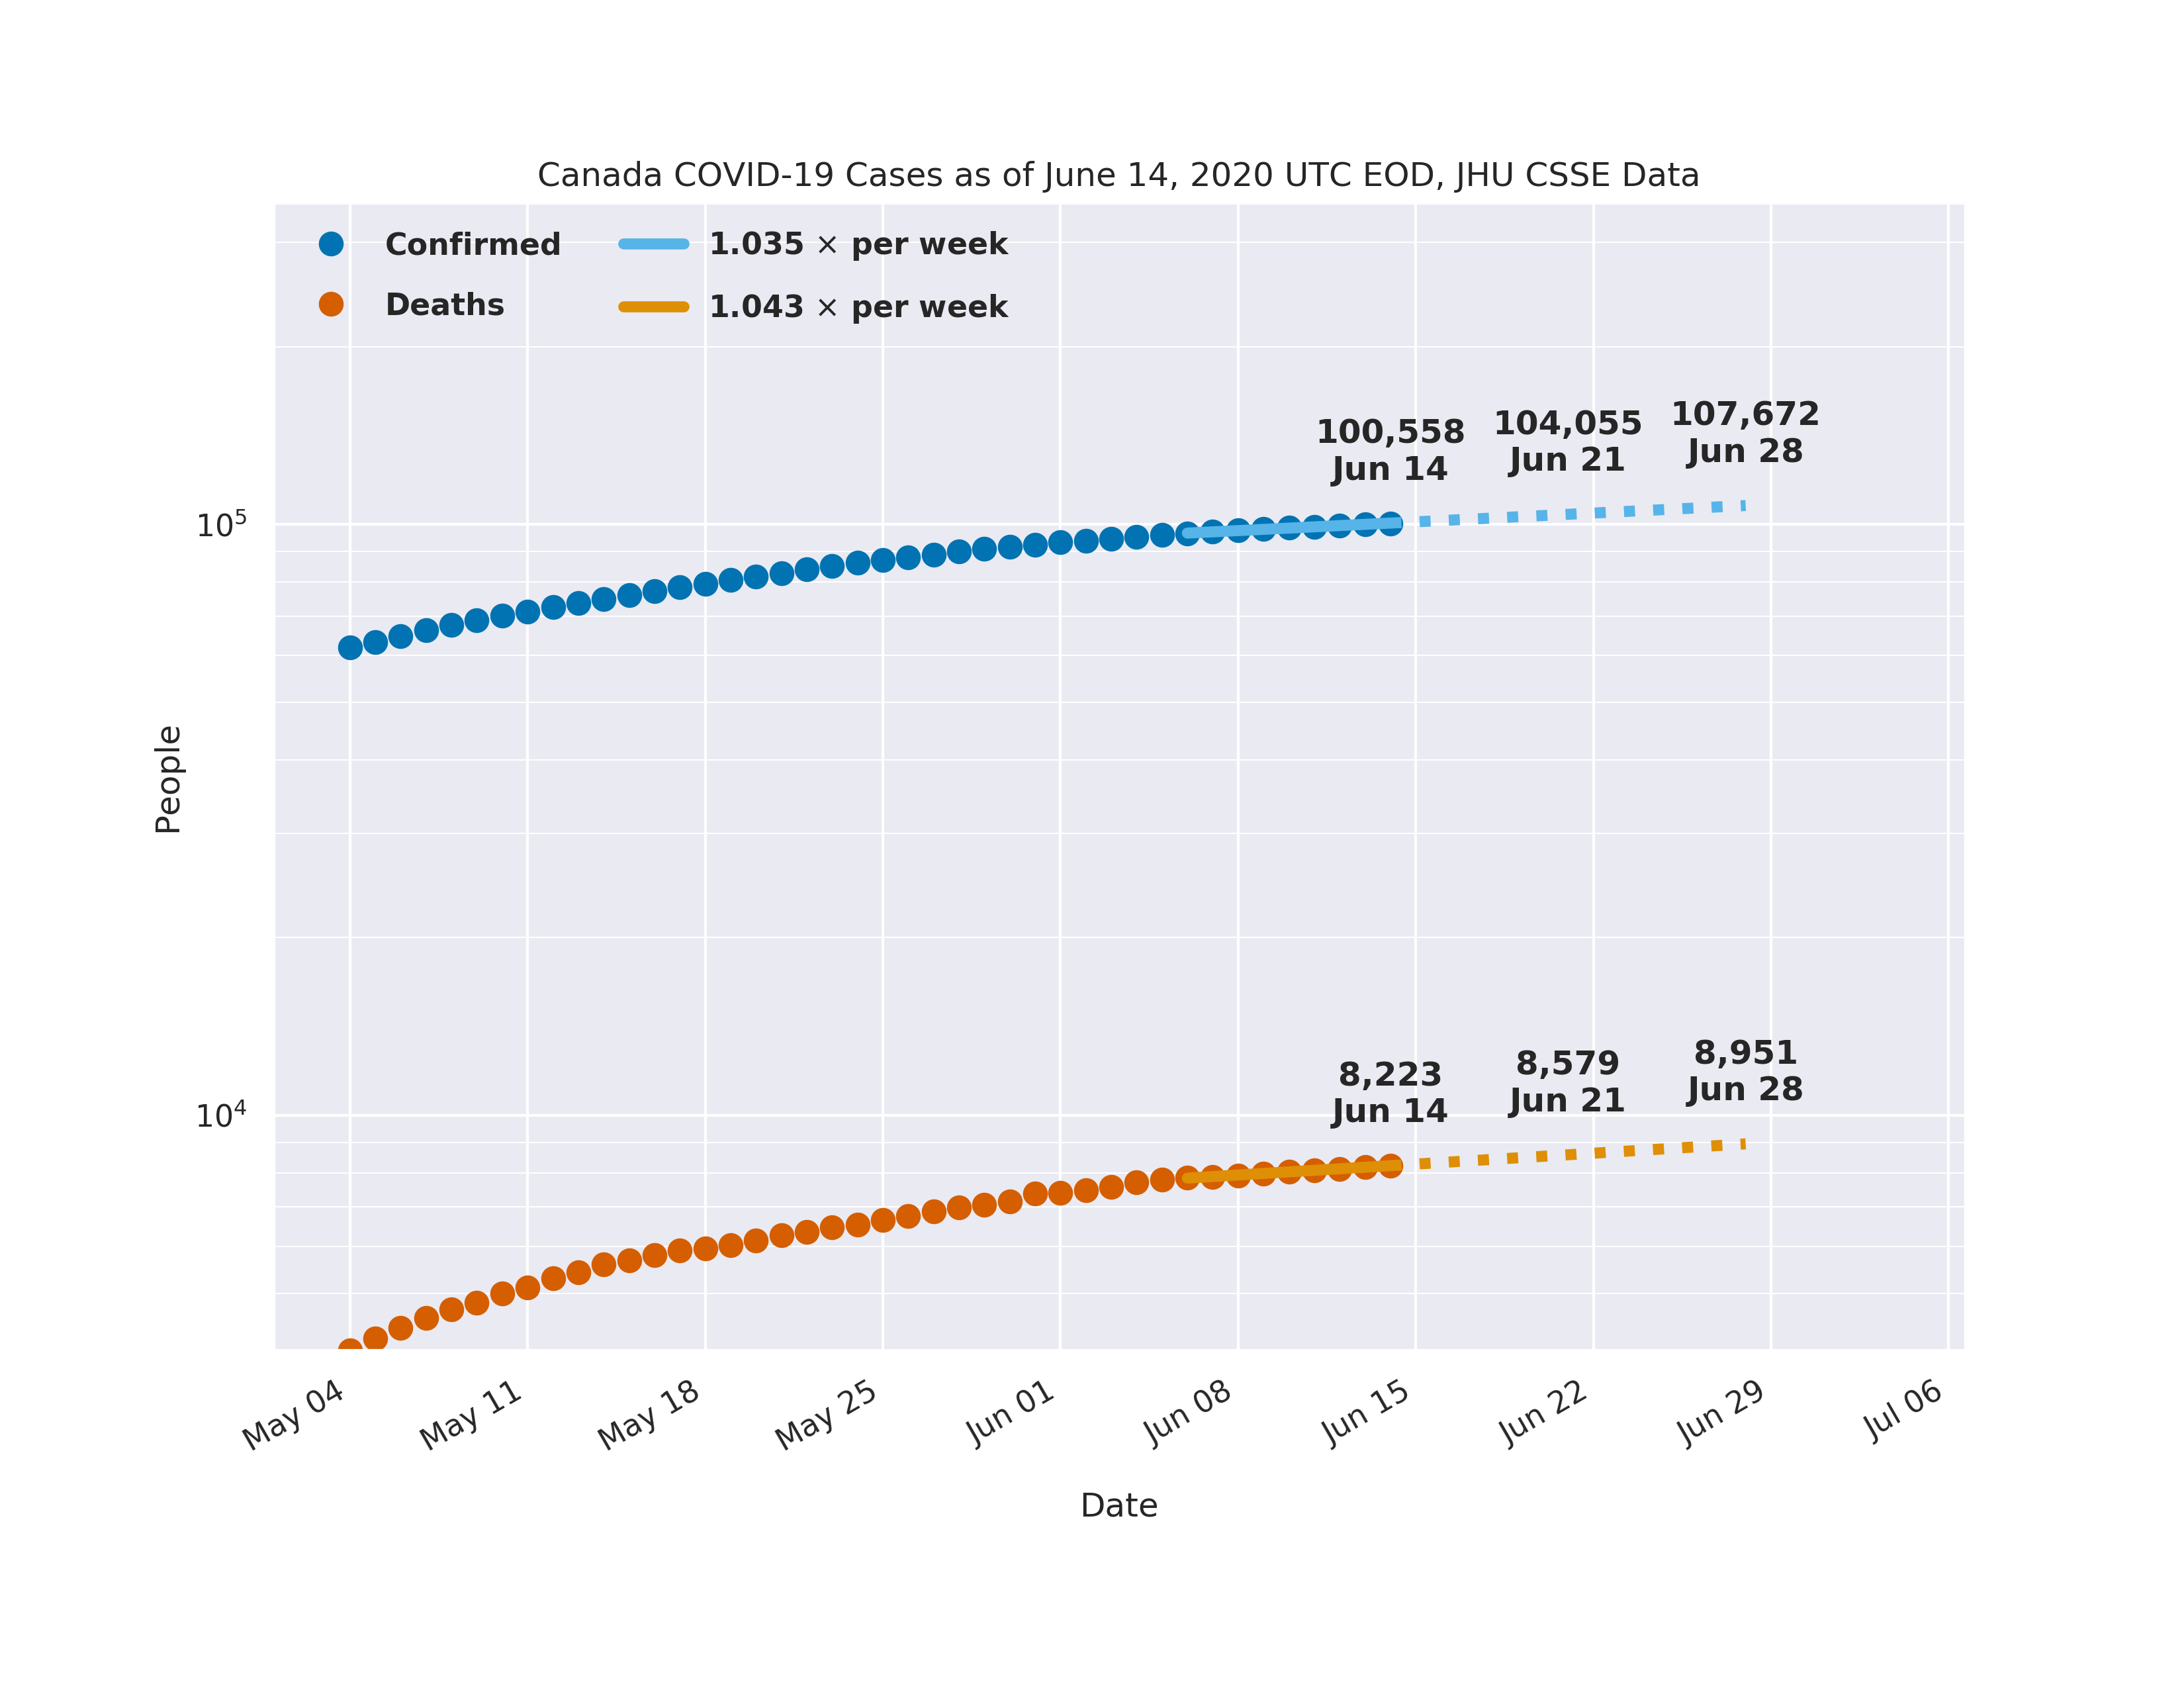 Canada COVID-19 Cases as of June 14, 2020 UTC EOD, JHU CSSE Data
Confirmed
Deaths
1.035 × per week
1.043 × per week
100,558
Jun 14
104,055
Jun 21
107,672
Jun 28
10⁵
People
8,223
Jun 14
8,579
Jun 21
8,951
Jun 28
10⁴
May 04
May 11
May 18
May 25
Jun 01
Jun 08
Jun 15
Jun 22
Jun 29
Jul 06
Date